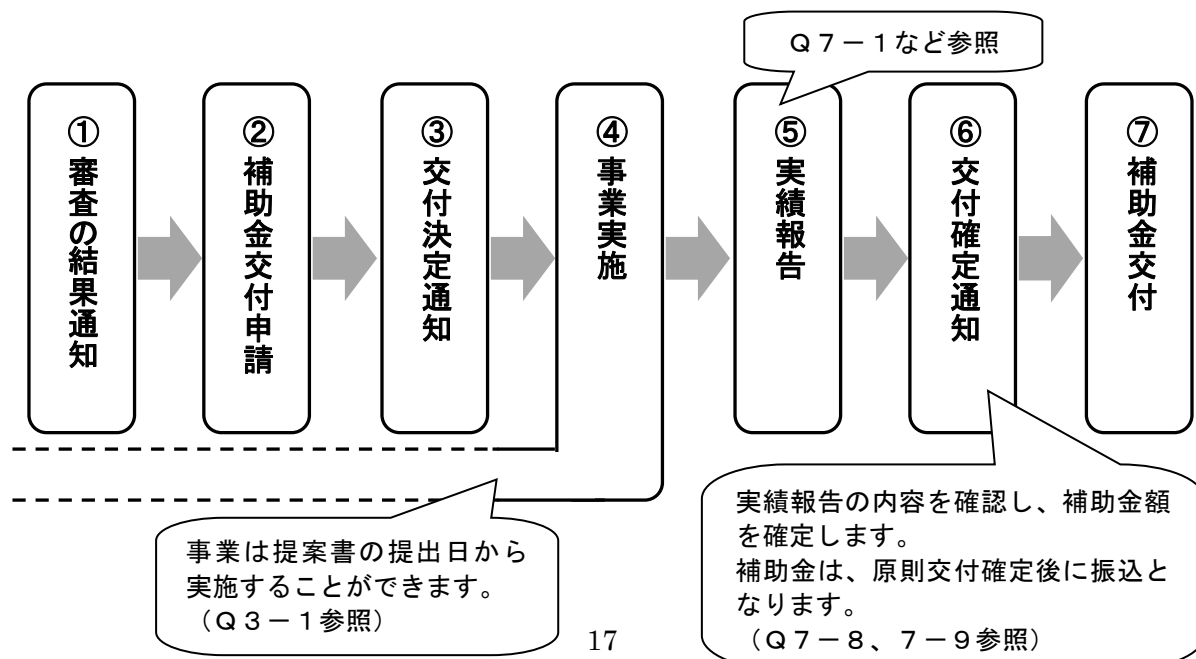 Q７－１など参照
①審査の結果通知
②補助金交付申請
③交付決定通知
④事業実施
⑤実績報告
⑥交付確定通知
⑦補助金交付
事業は提案書の提出日から
実施することができます。
（Q３－１参照）
実績報告の内容を確認し、補助金額
を確定します。
補助金は、原則交付確定後に振込と
なります。
（Q７－８、７－９参照）
17